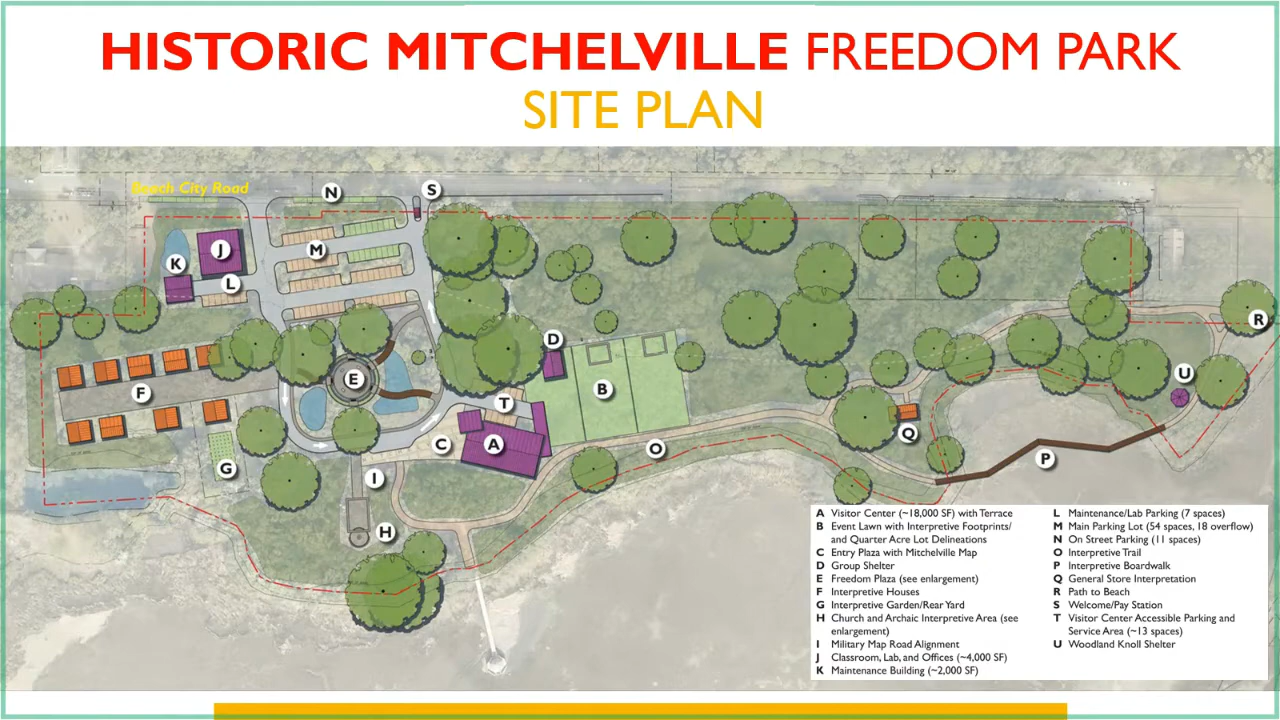 HISTORIC MITCHELVILLE FREEDOM PARK
SITE PLAN
Beach City Road
N
S
J
M
K
L
R
D
E
U
B
F
T
Q
C
A
O
P
G
I
H
A Visitor Center (~18,000 SF) with Terrace
B Event Lawn with Interpretive Footprints/
and Quarter Acre Lot Delineations
C Entry Plaza with Mitchelville Map
D Group Shelter
E Freedom Plaza (see enlargement)
F Interpretive Houses
G Interpretive Garden/Rear Yard
H Church and Archaic Interpretive Area (see
enlargement)
I Military Map Road Alignment
J Classroom, Lab, and Offices (~4,000 SF)
K Maintenance Building (~2,000 SF)
L Maintenance/Lab Parking (7 spaces)
M Main Parking Lot (54 spaces, 18 overflow)
N On Street Parking (11 spaces)
O Interpretive Trail
P Interpretive Boardwalk
Q General Store Interpretation
R Path to Beach
S Welcome/Pay Station
T Visitor Center Accessible Parking and
Service Area (~13 spaces)
U Woodland Knoll Shelter